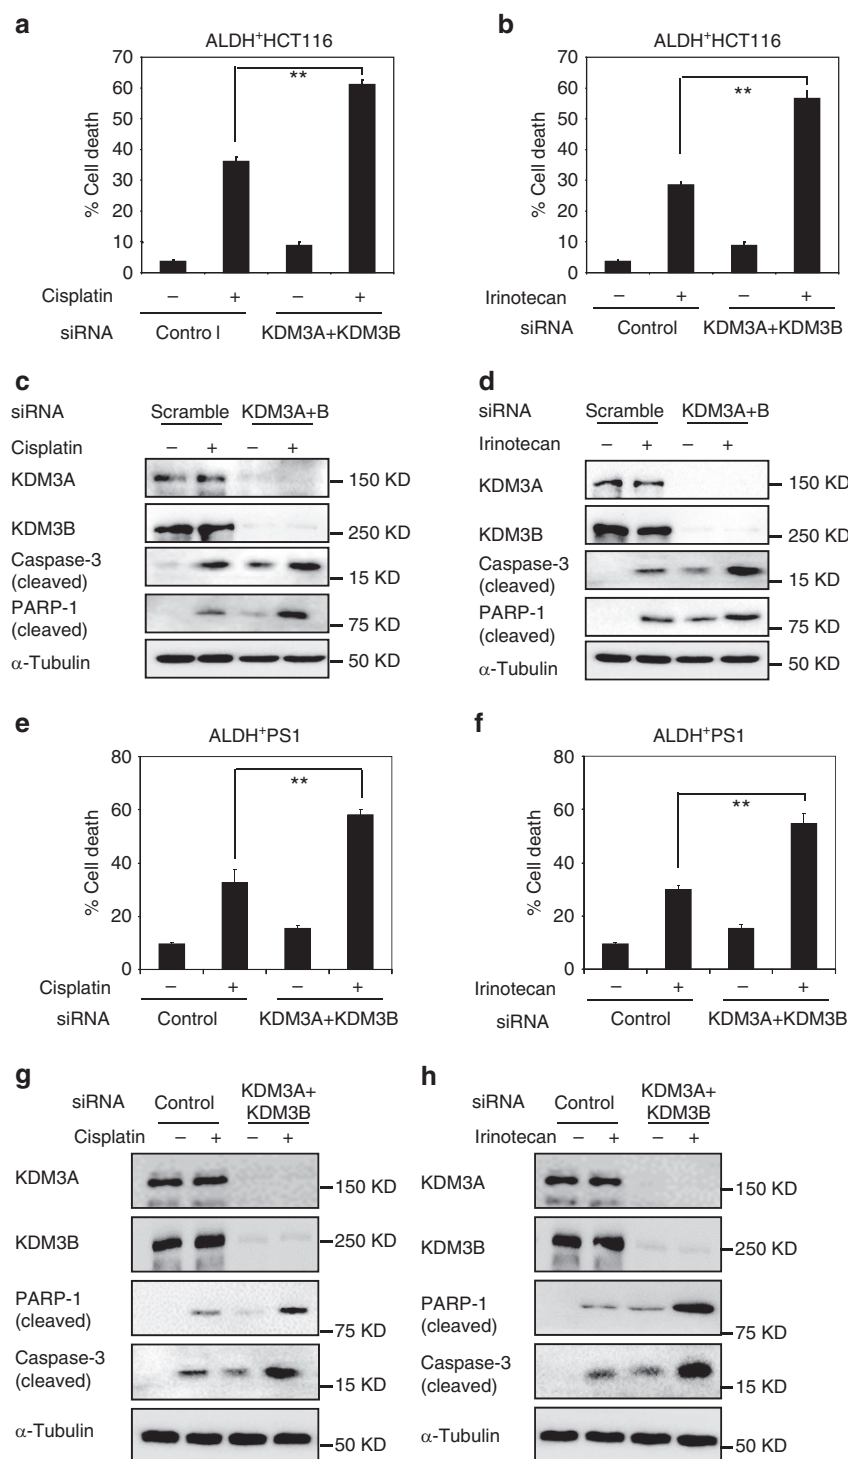 a
ALDH⁺HCT116
70
60
50
40
30
20
10
0
% Cell death
**
Cisplatin – + – +
siRNA Contro l KDM3A+KDM3B
b
ALDH⁺HCT116
70
60
50
40
30
20
10
0
% Cell death
**
Irinotecan – + – +
siRNA Control KDM3A+KDM3B
c
siRNA Scramble KDM3A+B
Cisplatin – + – +
KDM3A 150 KD
KDM3B 250 KD
Caspase-3
(cleaved) 15 KD
PARP-1
(cleaved) 75 KD
α-Tubulin 50 KD
d
siRNA Scramble KDM3A+B
Irinotecan – + – +
KDM3A 150 KD
KDM3B 250 KD
Caspase-3
(cleaved) 15 KD
PARP-1
(cleaved) 75 KD
α-Tubulin 50 KD
e
ALDH⁺PS1
80
60
40
20
0
% Cell death
**
Cisplatin – + – +
siRNA Control KDM3A+KDM3B
f
ALDH⁺PS1
80
60
40
20
0
% Cell death
**
Irinotecan – + – +
siRNA Control KDM3A+KDM3B
g
siRNA Control KDM3A+
KDM3B
Cisplatin – + – +
KDM3A 150 KD
KDM3B 250 KD
PARP-1
(cleaved) 75 KD
Caspase-3
(cleaved) 15 KD
α-Tubulin 50 KD
h
siRNA Control KDM3A+
KDM3B
Irinotecan – + – +
KDM3A 150 KD
KDM3B 250 KD
PARP-1
(cleaved) 75 KD
Caspase-3
(cleaved) 15 KD
α-Tubulin 50 KD